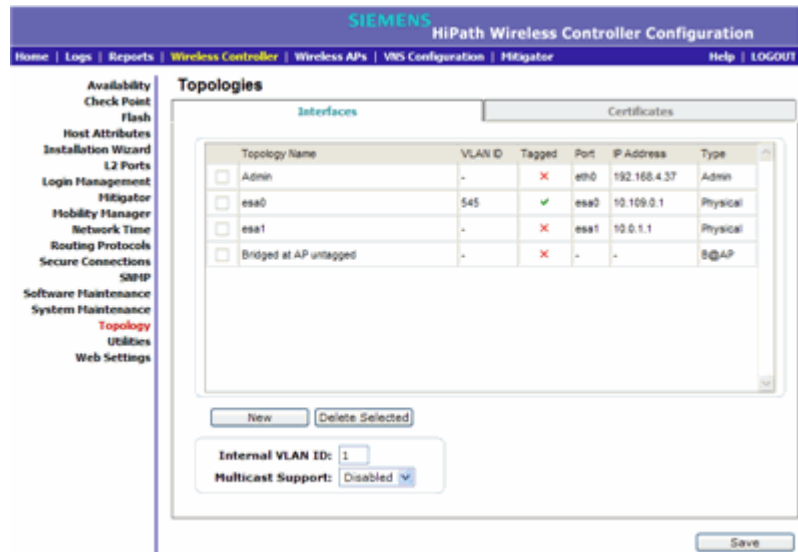 SIEMENS
HiPath Wireless Controller Configuration
Home | Logs | Reports | Wireless Controller | Wireless APs | VNS Configuration | Mitigator Help | LOGOUT
Availability
Check Point
Flash
Host Attributes
Installation Wizard
L2 Ports
Login Management
Mitigator
Mobility Manager
Network Time
Routing Protocols
Secure Connections
SNMP
Software Maintenance
System Maintenance
Topology
Utilities
Web Settings
Topologies
Interfaces Certificates
Topology Name VLAN ID Tagged Port IP Address Type
Admin - eth0 192.168.4.37 Admin
esa0 545 esa0 10.109.0.1 Physical
esa1 - esa1 10.0.1.1 Physical
Bridged at AP untagged - - - B@AP
New Delete Selected
Internal VLAN ID: 1
Multicast Support: Disabled
Save